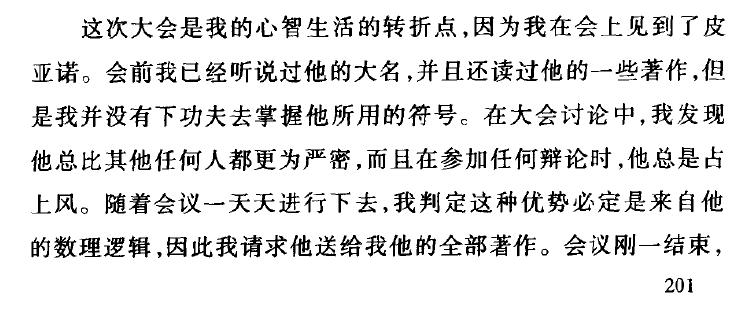 这次大会是我的心智生活的转折点,因为我在会上见到了皮
亚诺。会前我已经听说过他的大名,并且还读过他的一些著作,但
是我并没有下功夫去掌握他所用的符号。在大会讨论中,我发现
他总比其他任何人都更为严密,而且在参加任何辩论时,他总是占
上风。随着会议一天天进行下去,我判定这种优势必定是来自他
的数理逻辑,因此我请求他送给我他的全部著作。会议刚一结束,
201